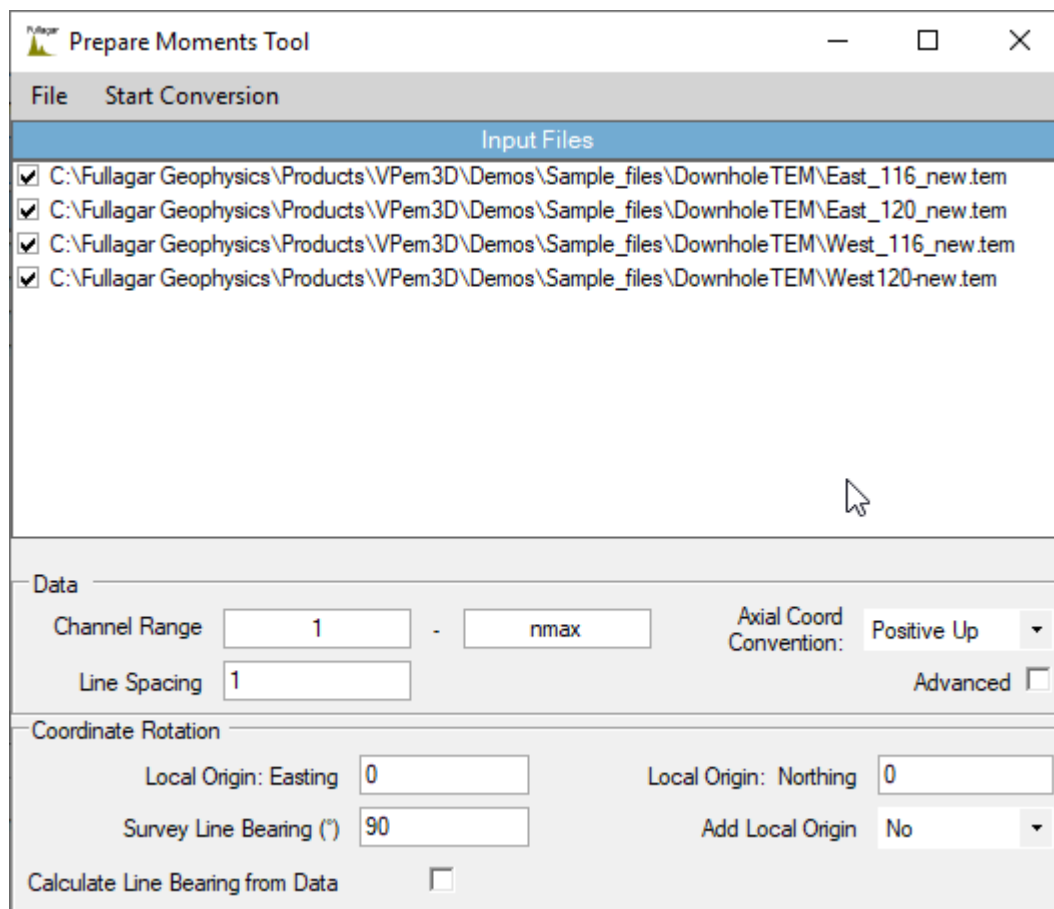 Fullagar
Prepare Moments Tool
File Start Conversion
Input Files
C:\Fullagar Geophysics\Products\VPem3D\Demos\Sample_files\DownholeTEM\East_116_new.tem
C:\Fullagar Geophysics\Products\VPem3D\Demos\Sample_files\DownholeTEM\East_120_new.tem
C:\Fullagar Geophysics\Products\VPem3D\Demos\Sample_files\DownholeTEM\West_116_new.tem
C:\Fullagar Geophysics\Products\VPem3D\Demos\Sample_files\DownholeTEM\West120-new.tem
Data
Channel Range 1 - nmax Axial Coord Convention: Positive Up
Line Spacing 1 Advanced
Coordinate Rotation
Local Origin: Easting 0 Local Origin: Northing 0
Survey Line Bearing (°) 90 Add Local Origin No
Calculate Line Bearing from Data